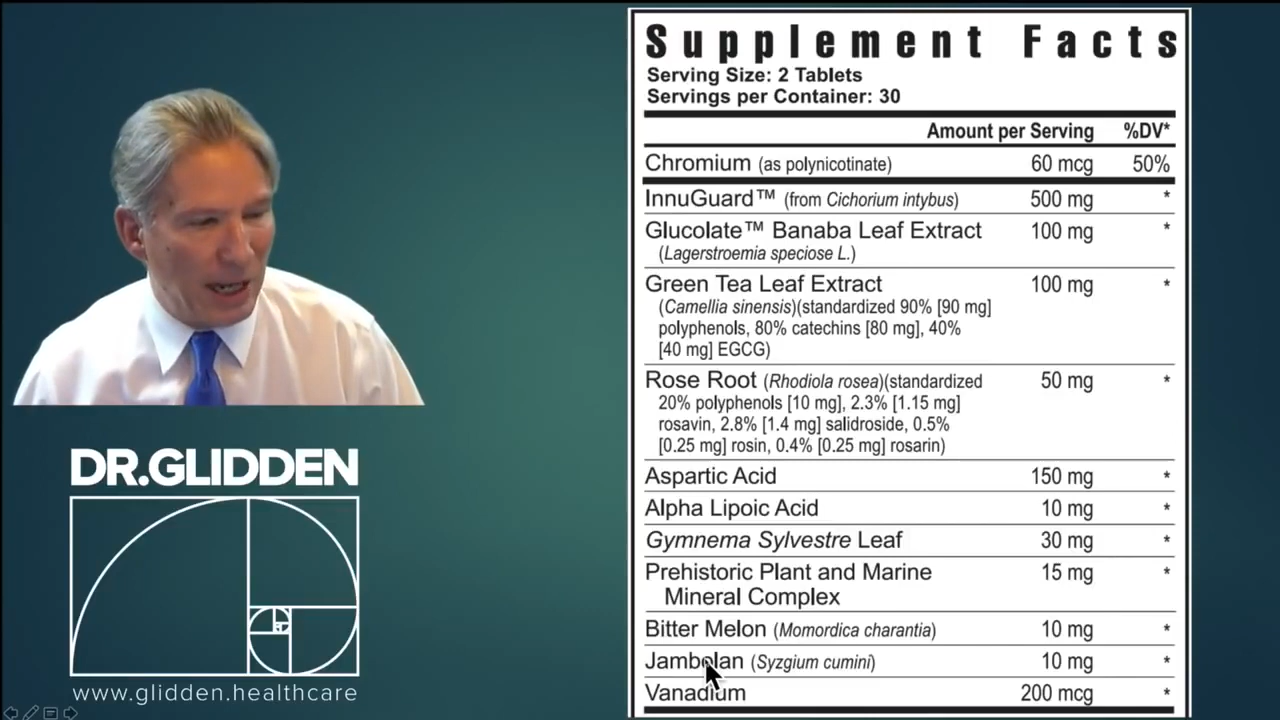 Supplement Facts
Serving Size: 2 Tablets
Servings per Container: 30
Amount per Serving %DV*
Chromium (as polynicotinate) 60 mcg 50%
InnuGuard™ (from Cichorium intybus) 500 mg *
Glucolate™ Banaba Leaf Extract 100 mg *
(Lagerstroemia speciose L.)
Green Tea Leaf Extract 100 mg *
(Camellia sinensis)(standardized 90% [90 mg]
polyphenols, 80% catechins [80 mg], 40%
[40 mg] EGCG)
Rose Root (Rhodiola rosea)(standardized 50 mg *
20% polyphenols [10 mg], 2.3% [1.15 mg]
rosavin, 2.8% [1.4 mg] salidroside, 0.5%
[0.25 mg] rosin, 0.4% [0.25 mg] rosarin)
Aspartic Acid 150 mg *
Alpha Lipoic Acid 10 mg *
Gymnema Sylvestre Leaf 30 mg *
Prehistoric Plant and Marine 15 mg *
Mineral Complex
Bitter Melon (Momordica charantia) 10 mg *
Jambolan (Syzgium cumini) 10 mg *
Vanadium 200 mcg *
DR.GLIDDEN
www.glidden.healthcare